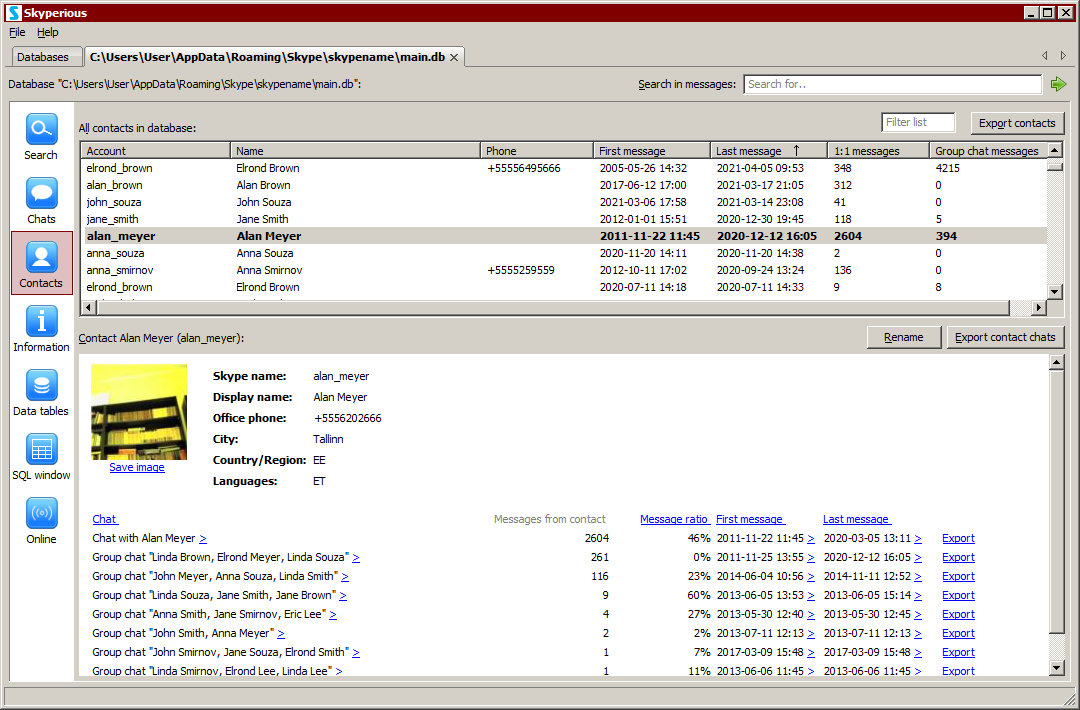 Skyperious
File Help
Databases C:\Users\User\AppData\Roaming\Skype\skypename\main.db
Database "C:\Users\User\AppData\Roaming\Skype\skypename\main.db": Search in messages: Search for..
Search
Chats
Contacts
Information
Data tables
SQL window
Online
All contacts in database: Filter list Export contacts
Account Name Phone First message Last message ↑ 1:1 messages Group chat messages
elrond_brown Elrond Brown +55556495666 2005-05-26 14:32 2021-04-05 09:53 348 4215
alan_brown Alan Brown 2017-06-12 17:00 2021-03-17 21:05 312 0
john_souza John Souza 2021-03-06 17:58 2021-03-14 23:08 41 0
jane_smith Jane Smith 2012-01-01 15:51 2020-12-30 19:45 118 5
alan_meyer Alan Meyer 2011-11-22 11:45 2020-12-12 16:05 2604 394
anna_souza Anna Souza 2020-11-20 14:11 2020-11-20 14:38 2 0
anna_smirnov Anna Smirnov +5555259559 2012-10-11 17:02 2020-09-24 13:24 136 0
elrond_brown Elrond Brown 2020-07-11 14:18 2020-07-11 14:33 9 8
Contact Alan Meyer (alan_meyer): Rename Export contact chats
Save image
Skype name: alan_meyer
Display name: Alan Meyer
Office phone: +5556202666
City: Tallinn
Country/Region: EE
Languages: ET
Chat Messages from contact Message ratio First message Last message
Chat with Alan Meyer > 2604 46% 2011-11-22 11:45 > 2020-03-05 13:11 > Export
Group chat "Linda Brown, Elrond Meyer, Linda Souza" > 261 0% 2011-11-25 13:55 > 2020-12-12 16:05 > Export
Group chat "John Meyer, Anna Souza, Linda Smith" > 116 23% 2014-06-04 10:56 > 2014-11-11 12:52 > Export
Group chat "Linda Souza, Jane Smith, Jane Brown" > 9 60% 2013-06-05 13:53 > 2013-06-05 15:14 > Export
Group chat "Anna Smith, Jane Smirnov, Eric Lee" > 4 27% 2013-05-30 12:40 > 2013-05-30 12:45 > Export
Group chat "John Smith, Anna Meyer" > 2 2% 2013-07-11 12:13 > 2013-07-11 12:13 > Export
Group chat "John Smirnov, Jane Souza, Elrond Smith" > 1 7% 2017-03-09 15:48 > 2017-03-09 15:48 > Export
Group chat "Linda Smirnov, Elrond Lee, Linda Lee" > 1 11% 2013-06-06 11:45 > 2013-06-06 11:45 > Export